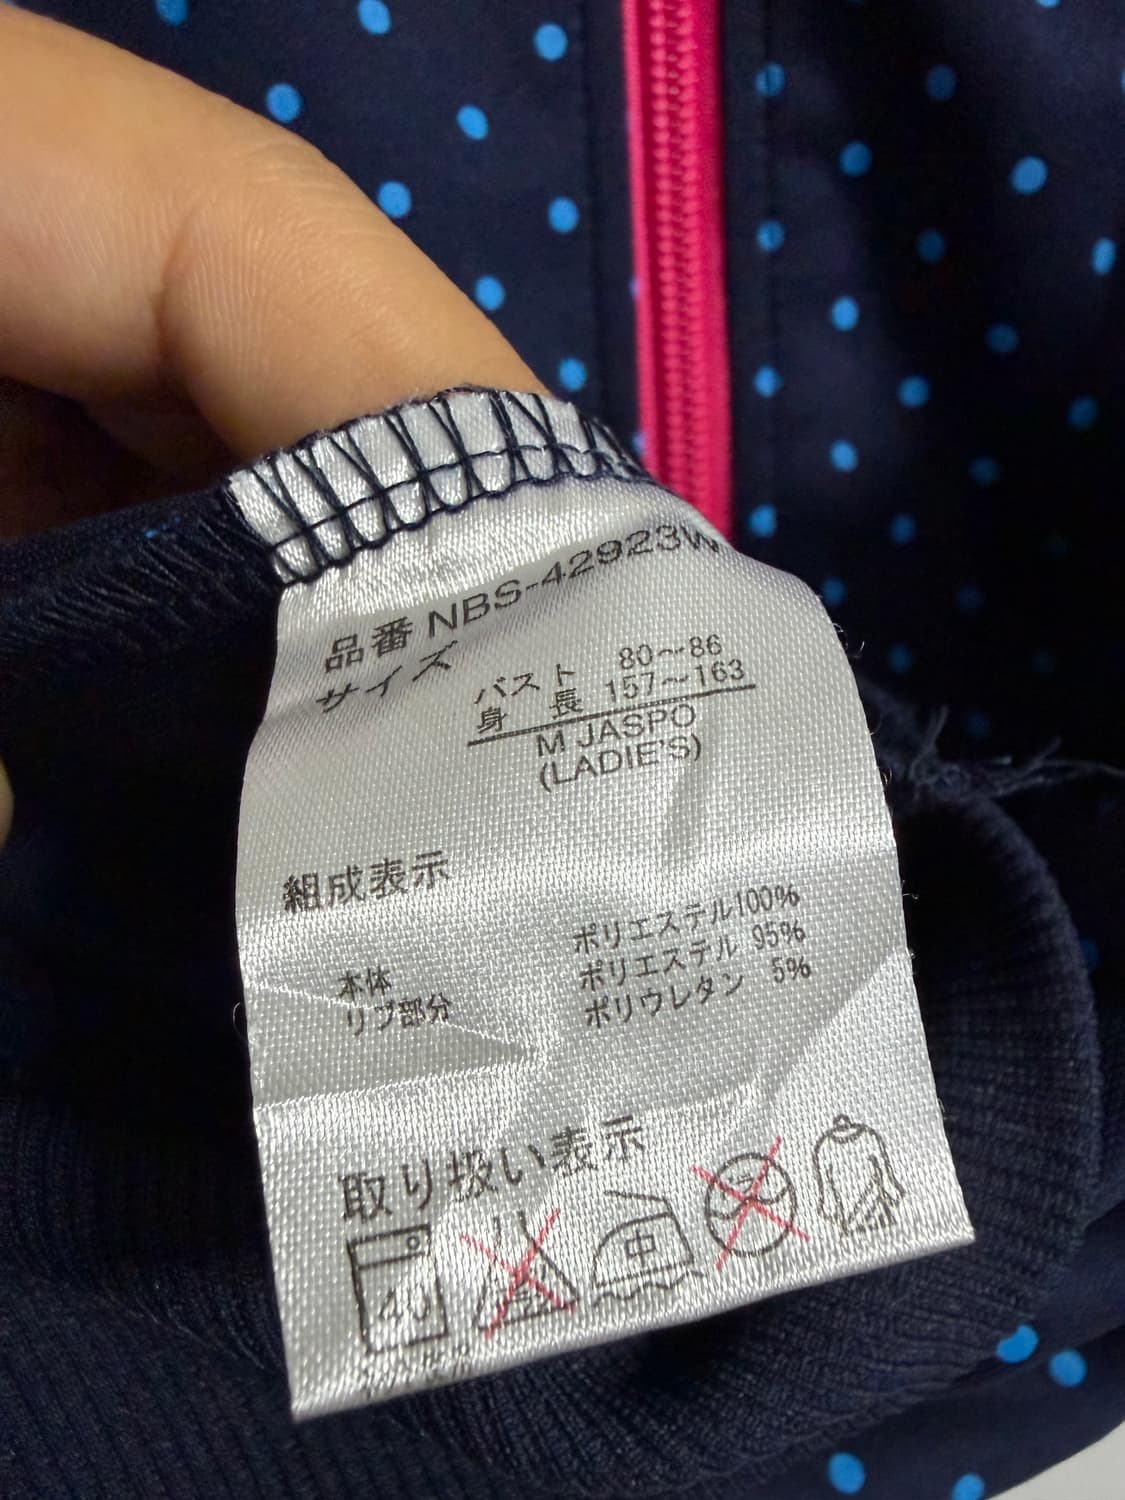 品番 NBS-42923W
サイズ
バスト 80～86
身長 157～163
M JASPO
(LADIE'S)
組成表示
本体 ポリエステル100%
リブ部分 ポリエステル 95%
ポリウレタン 5%
取り扱い表示
40
中